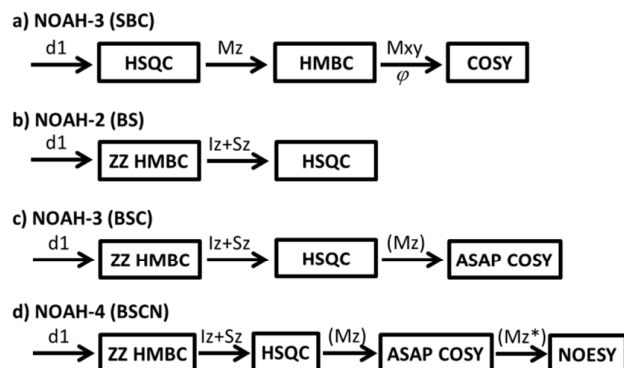 a) NOAH-3 (SBC)
d1 HSQC Mz HMBC Mxy φ COSY
b) NOAH-2 (BS)
d1 ZZ HMBC Iz+Sz HSQC
c) NOAH-3 (BSC)
d1 ZZ HMBC Iz+Sz HSQC (Mz) ASAP COSY
d) NOAH-4 (BSCN)
d1 ZZ HMBC Iz+Sz HSQC (Mz) ASAP COSY (Mz*) NOESY